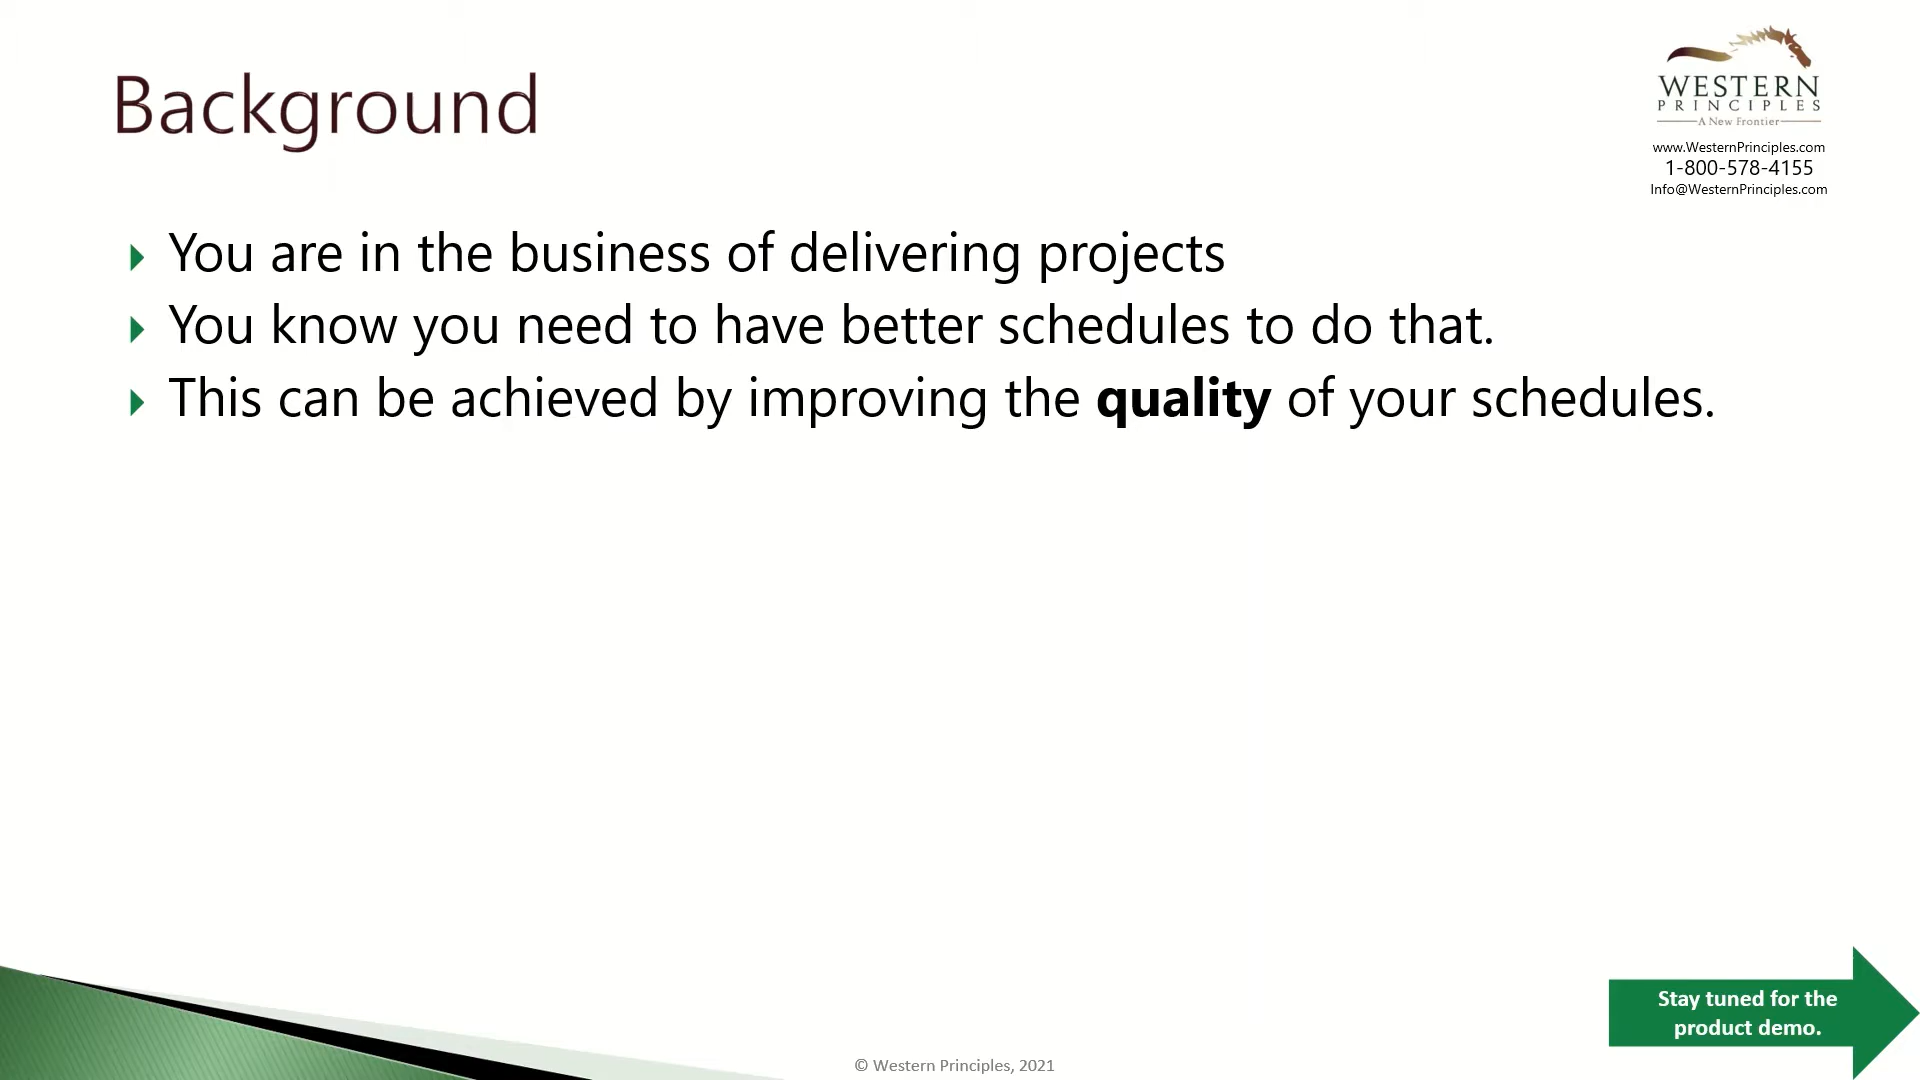 Background
WESTERN
PRINCIPLES
A New Frontier
www.WesternPrinciples.com
1-800-578-4155
Info@WesternPrinciples.com
You are in the business of delivering projects
You know you need to have better schedules to do that.
This can be achieved by improving the quality of your schedules.
Stay tuned for the
product demo.
© Western Principles, 2021